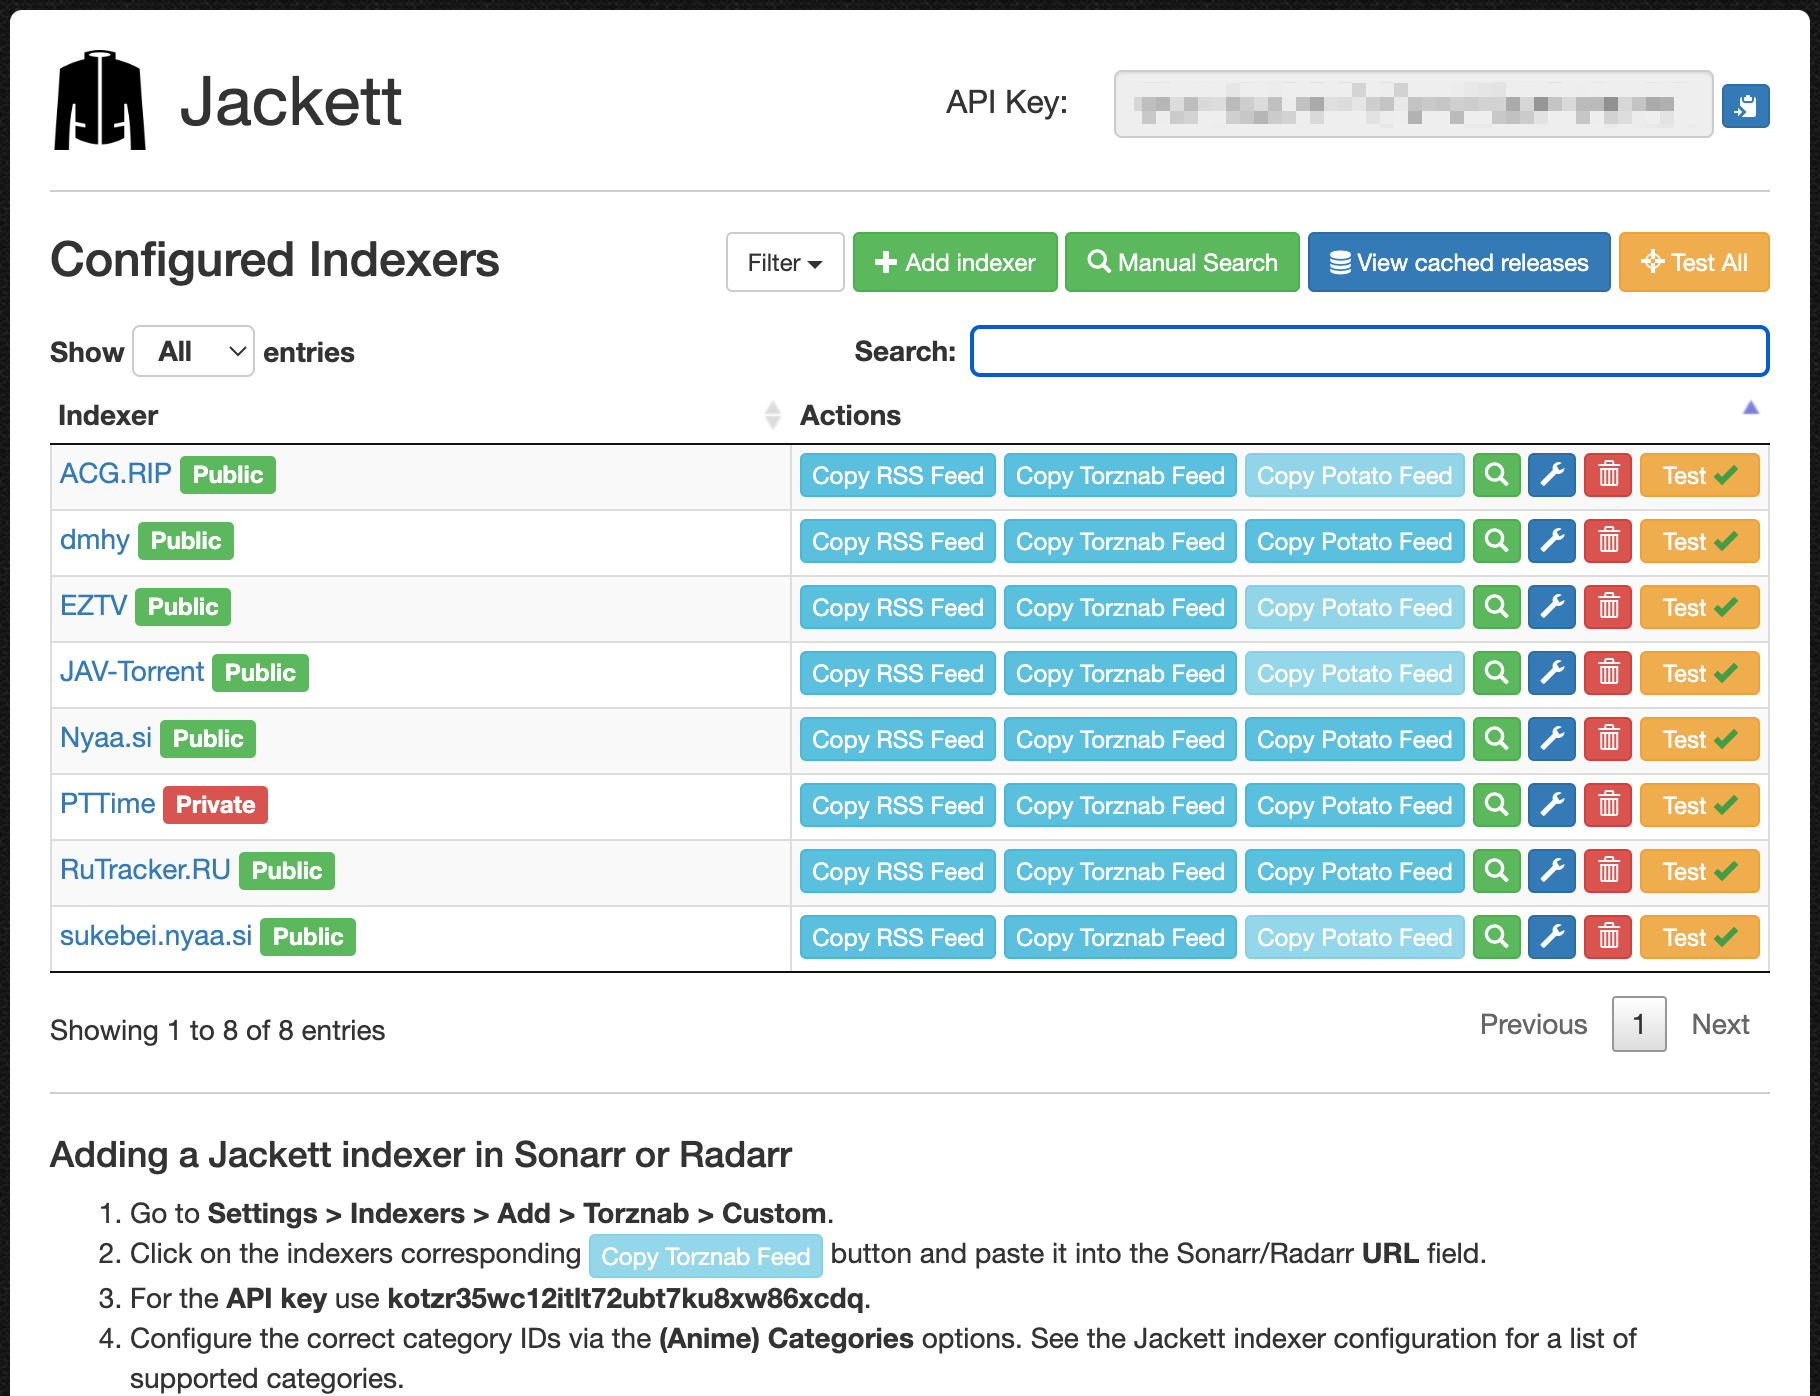 Jackett
API Key:
Configured Indexers
Filter
Add indexer
Manual Search
View cached releases
Test All
Show All entries
Search:
Indexer Actions
ACG.RIP Public Copy RSS Feed Copy Torznab Feed Copy Potato Feed Test
dmhy Public Copy RSS Feed Copy Torznab Feed Copy Potato Feed Test
EZTV Public Copy RSS Feed Copy Torznab Feed Copy Potato Feed Test
JAV-Torrent Public Copy RSS Feed Copy Torznab Feed Copy Potato Feed Test
Nyaa.si Public Copy RSS Feed Copy Torznab Feed Copy Potato Feed Test
PTTime Private Copy RSS Feed Copy Torznab Feed Copy Potato Feed Test
RuTracker.RU Public Copy RSS Feed Copy Torznab Feed Copy Potato Feed Test
sukebei.nyaa.si Public Copy RSS Feed Copy Torznab Feed Copy Potato Feed Test
Showing 1 to 8 of 8 entries
Previous 1 Next
Adding a Jackett indexer in Sonarr or Radarr
1. Go to Settings > Indexers > Add > Torznab > Custom.
2. Click on the indexers corresponding Copy Torznab Feed button and paste it into the Sonarr/Radarr URL field.
3. For the API key use kotzr35wc12itlt72ubt7ku8xw86xcdq.
4. Configure the correct category IDs via the (Anime) Categories options. See the Jackett indexer configuration for a list of
supported categories.